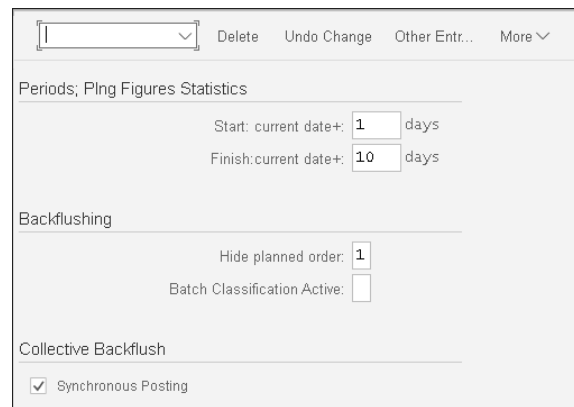 Delete Undo Change Other Entr... More
Periods; Plng Figures Statistics
Start: current date+: 1 days
Finish:current date+: 10 days
Backflushing
Hide planned order: 1
Batch Classification Active:
Collective Backflush
Synchronous Posting